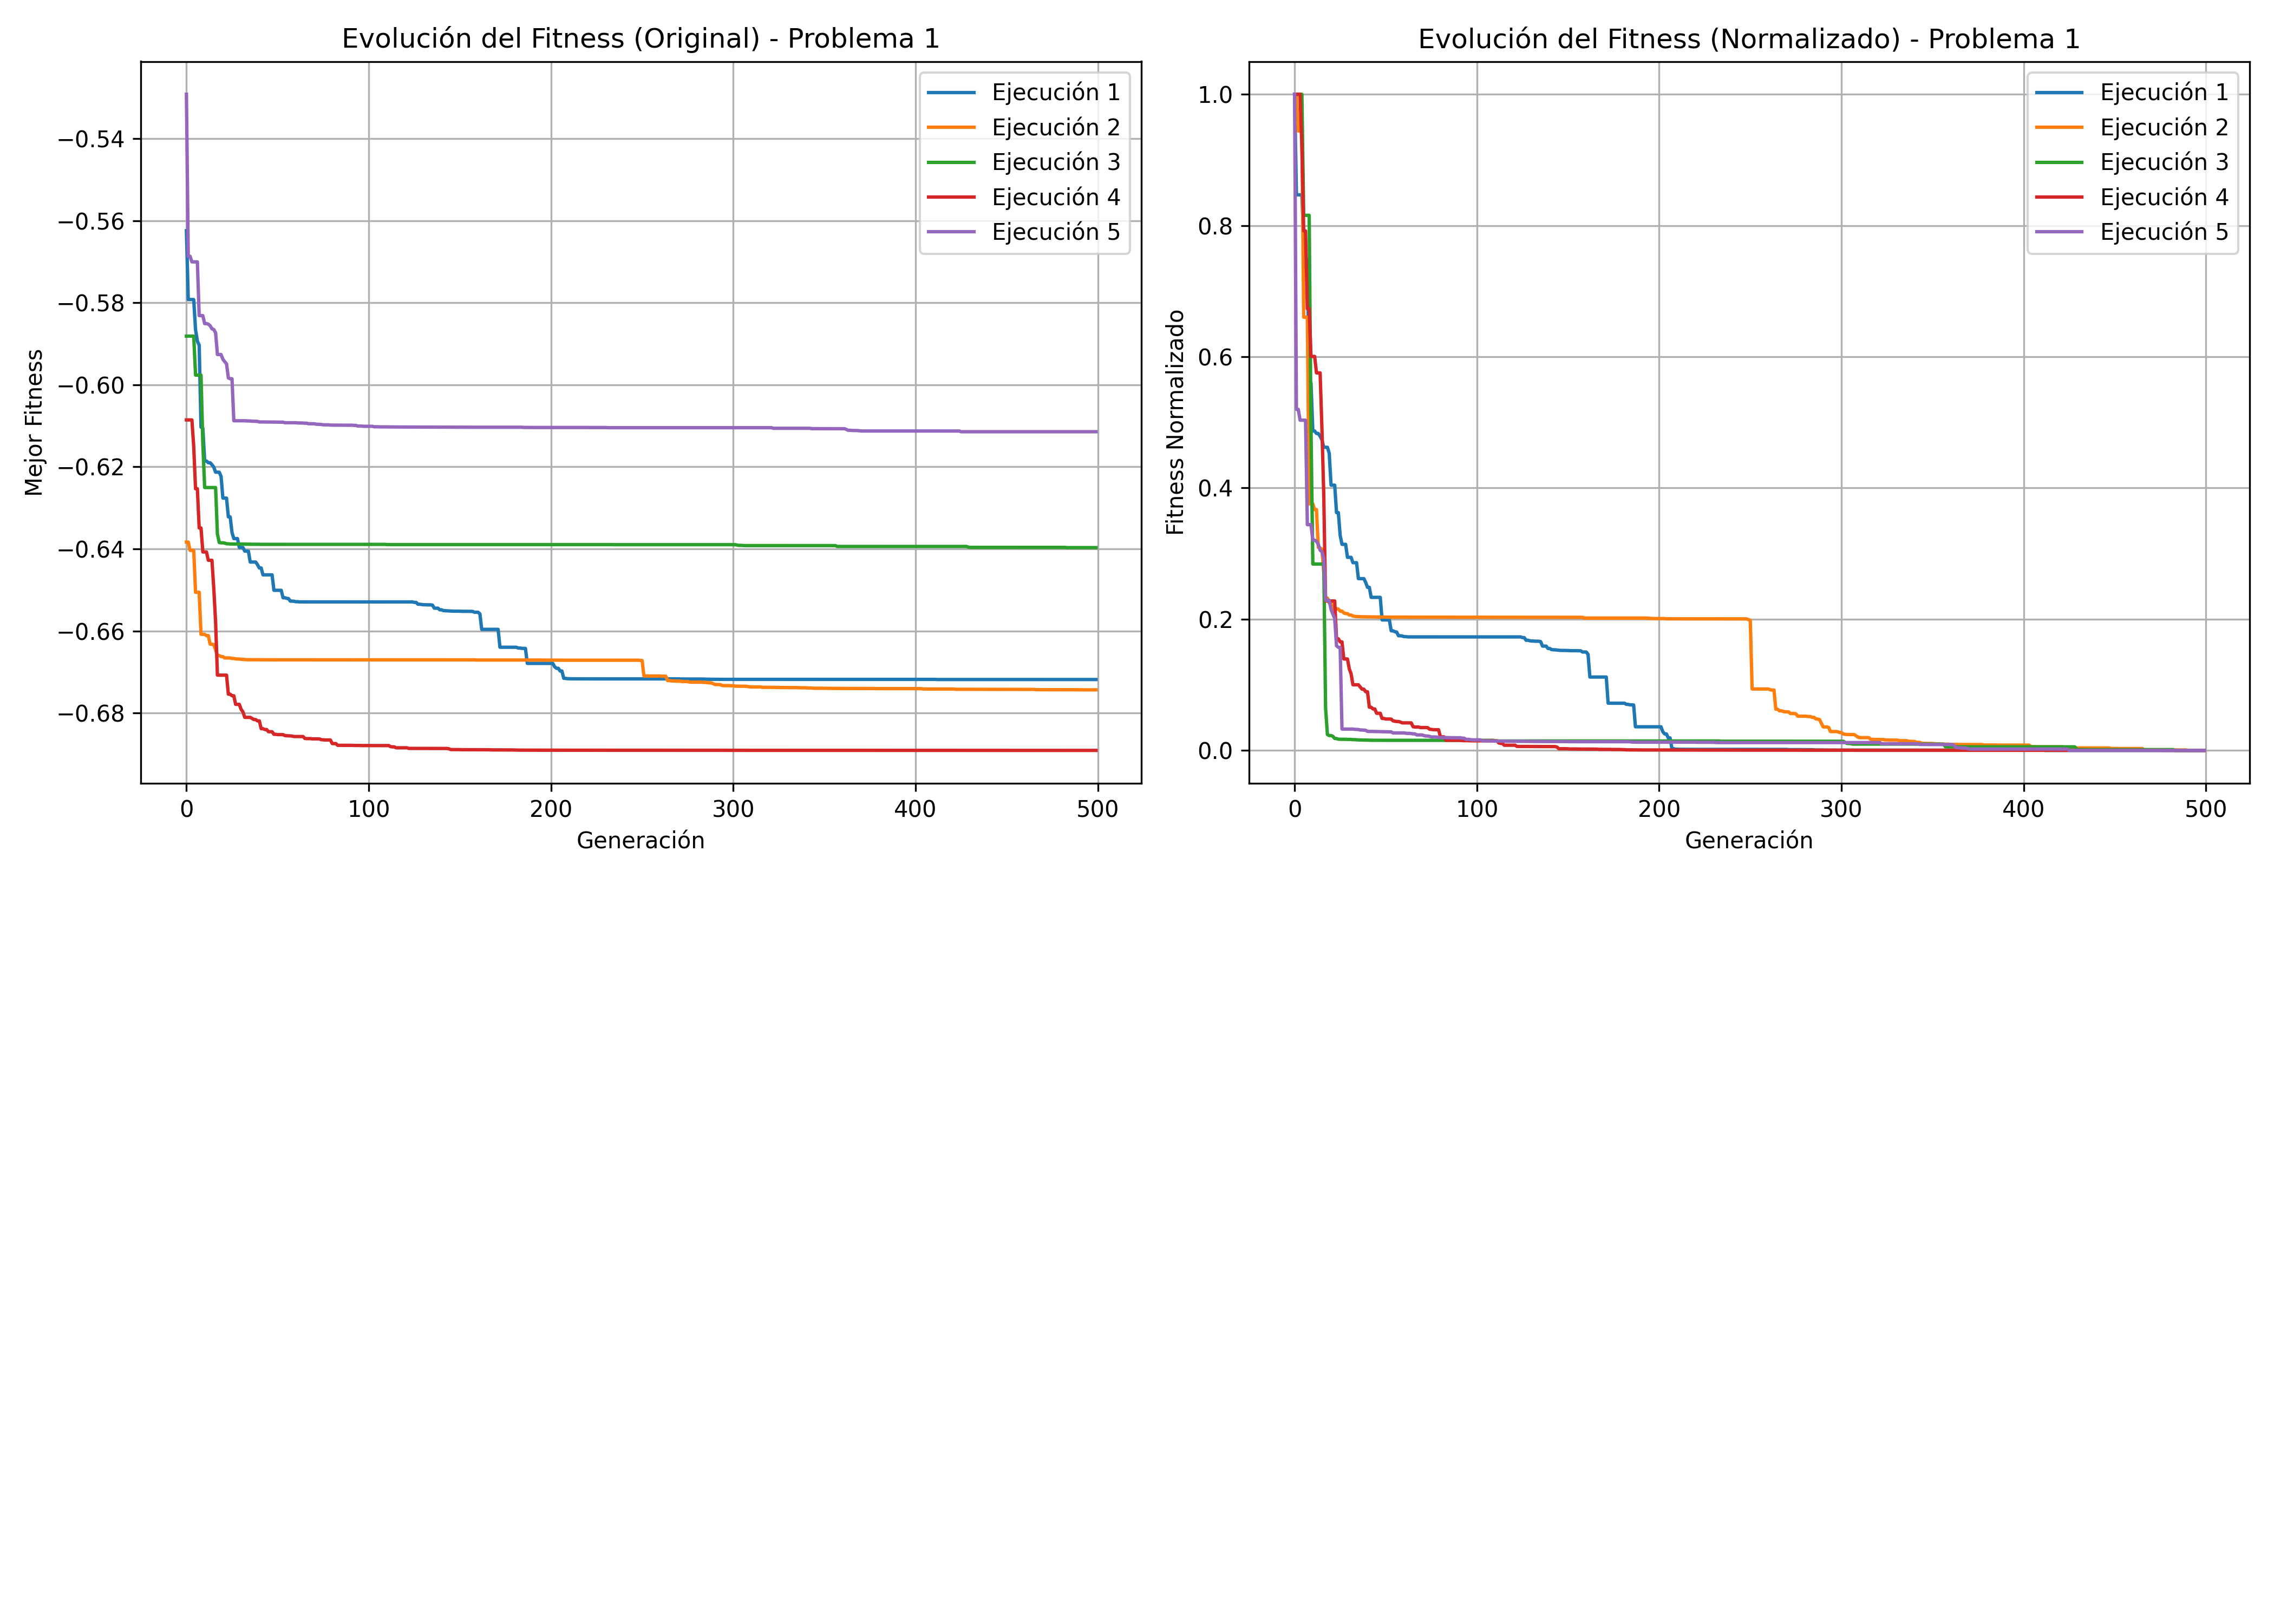 Evolución del Fitness (Original) - Problema 1
Mejor Fitness
−0.54
−0.56
−0.58
−0.60
−0.62
−0.64
−0.66
−0.68
Ejecución 1
Ejecución 2
Ejecución 3
Ejecución 4
Ejecución 5
0 100 200 300 400 500
Generación
Evolución del Fitness (Normalizado) - Problema 1
Fitness Normalizado
1.0
0.8
0.6
0.4
0.2
0.0
Ejecución 1
Ejecución 2
Ejecución 3
Ejecución 4
Ejecución 5
0 100 200 300 400 500
Generación